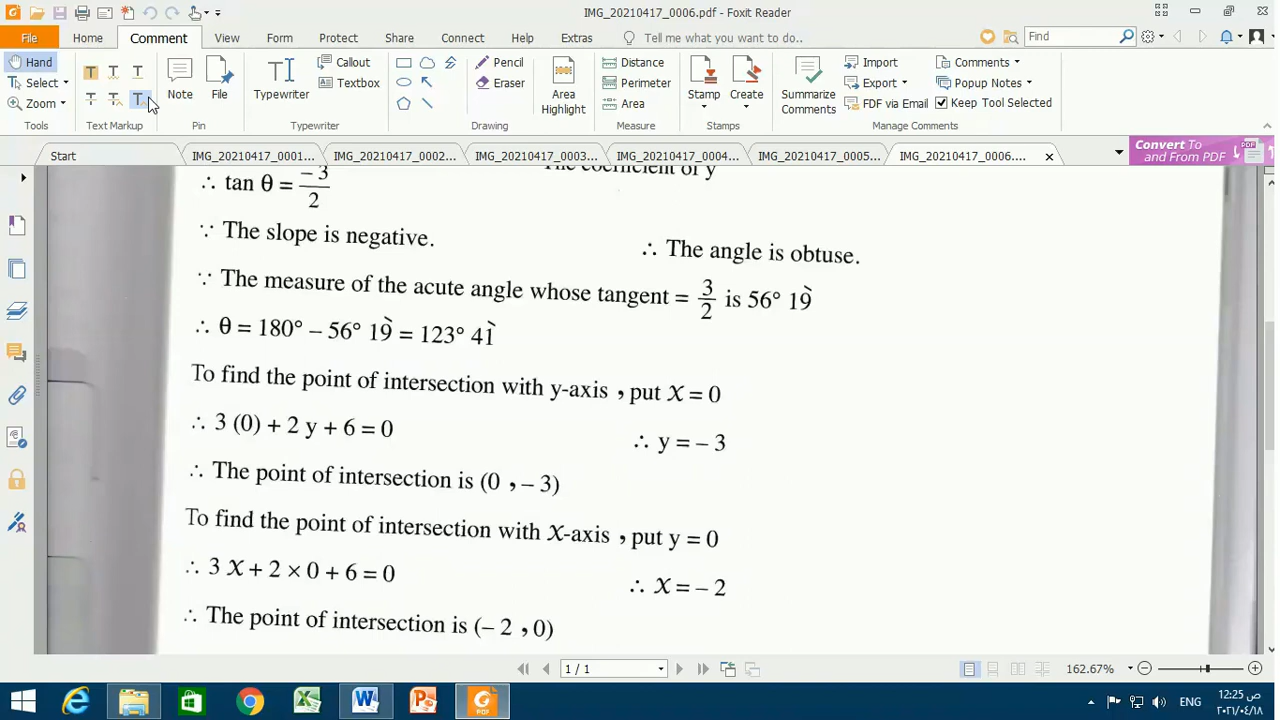 IMG_20210417_0006.pdf - Foxit Reader
File Home Comment View Form Protect Share Connect Help Extras Tell me what you want to do.. Find
Hand
Select
Zoom
Tools
Text Markup
Note File
Pin
Typewriter
Callout
Textbox
Typewriter
Pencil
Eraser
Drawing
Area Highlight
Distance
Perimeter
Area
Measure
Stamp Create
Stamps
Summarize Comments
Import
Export
FDF via Email
Comments
Popup Notes
Keep Tool Selected
Manage Comments
Start IMG_20210417_0001... IMG_20210417_0002... IMG_20210417_0003... IMG_20210417_0004... IMG_20210417_0005... IMG_20210417_0006....
Convert To and From PDF
The coefficient of y
∴ tan θ = −3/2
∵ The slope is negative. ∴ The angle is obtuse.
∵ The measure of the acute angle whose tangent = 3/2 is 56° 19̀
∴ θ = 180° – 56° 19̀ = 123° 41̀
To find the point of intersection with y-axis , put X = 0
∴ 3 (0) + 2 y + 6 = 0 ∴ y = – 3
∴ The point of intersection is (0 , – 3)
To find the point of intersection with X-axis , put y = 0
∴ 3 X + 2 × 0 + 6 = 0 ∴ X = – 2
∴ The point of intersection is (– 2 , 0)
1 / 1
162.67%
ENG
12:25 ص
٢٠٢١/٠٤/١٨